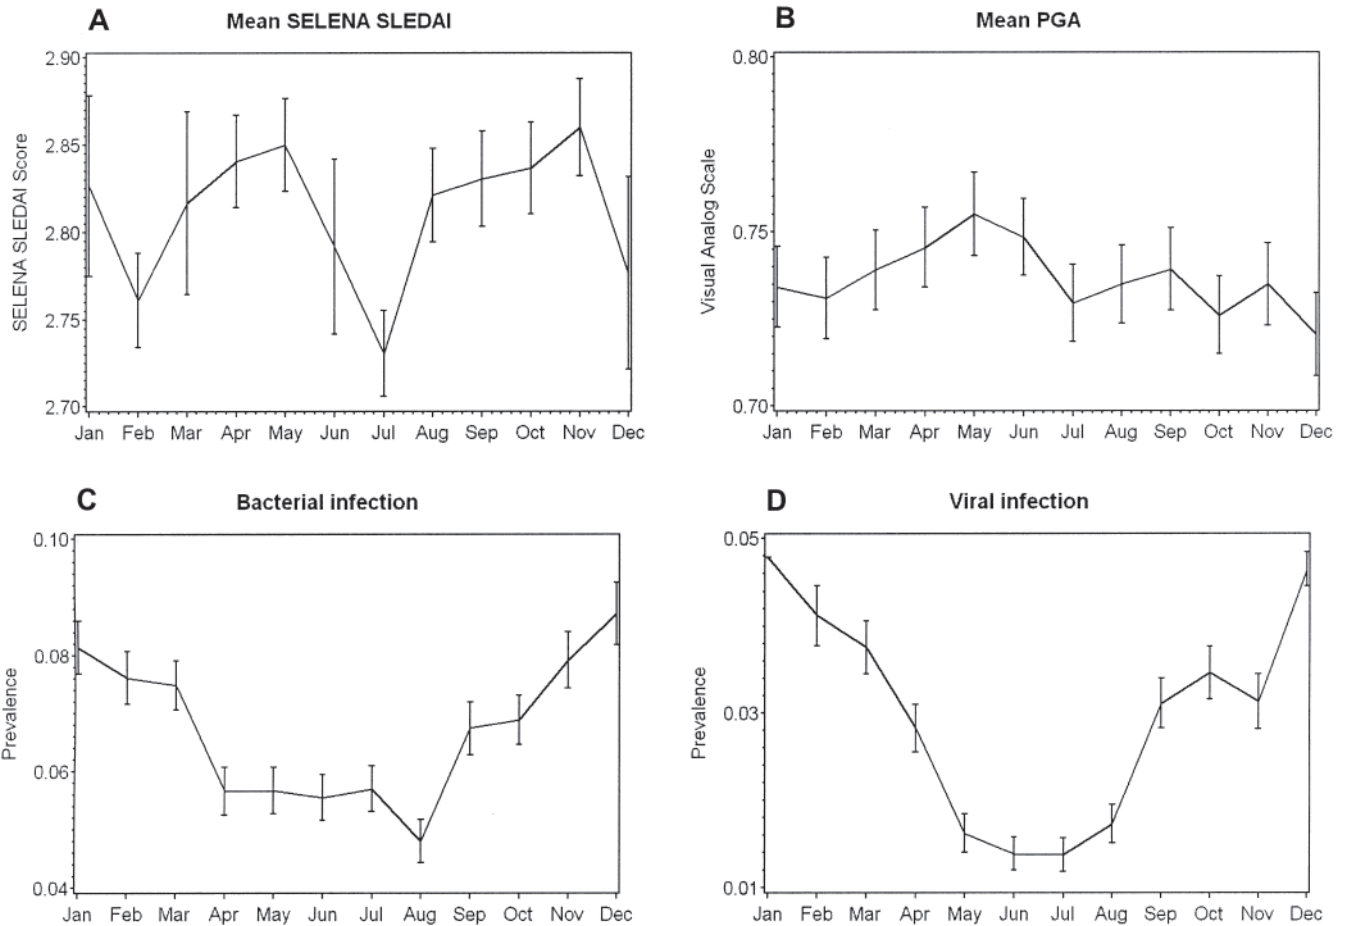 A Mean SELENA SLEDAI
SELENA SLEDAI Score
2.90
2.85
2.80
2.75
2.70
Jan Feb Mar Apr May Jun Jul Aug Sep Oct Nov Dec
B Mean PGA
Visual Analog Scale
0.80
0.75
0.70
Jan Feb Mar Apr May Jun Jul Aug Sep Oct Nov Dec
C Bacterial infection
Prevalence
0.10
0.08
0.06
0.04
Jan Feb Mar Apr May Jun Jul Aug Sep Oct Nov Dec
D Viral infection
Prevalence
0.05
0.03
0.01
Jan Feb Mar Apr May Jun Jul Aug Sep Oct Nov Dec